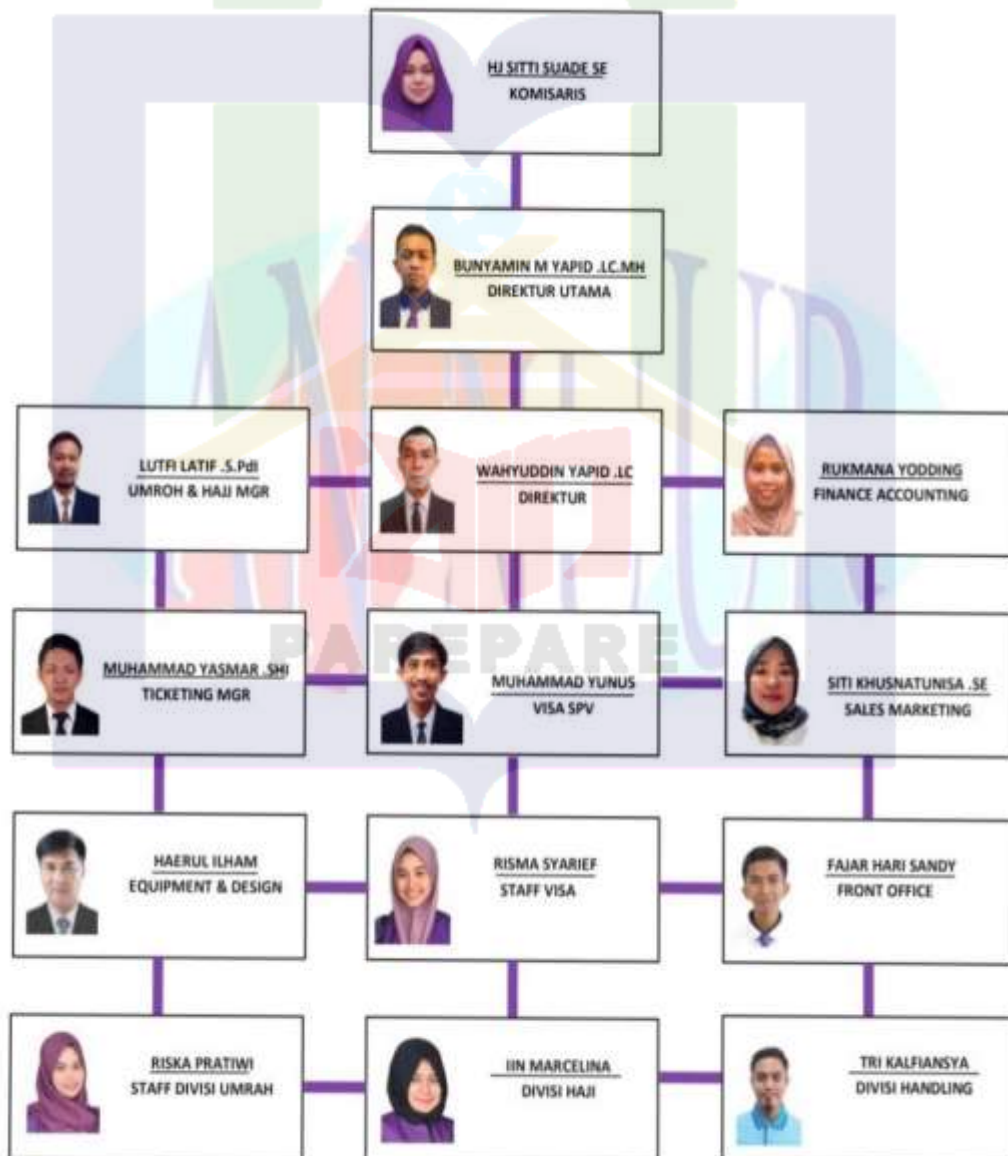 HJ SITTI SUADE SE
KOMISARIS
BUNYAMIN M YAPID .LC.MH
DIREKTUR UTAMA
LUTFI LATIF .S.PdI
UMROH & HAJJ MGR
WAHYUDDIN YAPID .LC
DIREKTUR
RUKMANA YODDING
FINANCE ACCOUNTING
MUHAMMAD YASMAR .SHI
TICKETING MGR
MUHAMMAD YUNUS
VISA SPV
SITI KHUSNATUNISA .SE
SALES MARKETING
PAREPARE
HAERUL ILHAM
EQUIPMENT & DESIGN
RISMA SYARIEF
STAFF VISA
FAJAR HARI SANDY
FRONT OFFICE
RISKA PRATIWI
STAFF DIVISI UMRAH
IIN MARCELINA
DIVISI HAJI
TRI KALFIANSYA
DIVISI HANDLING